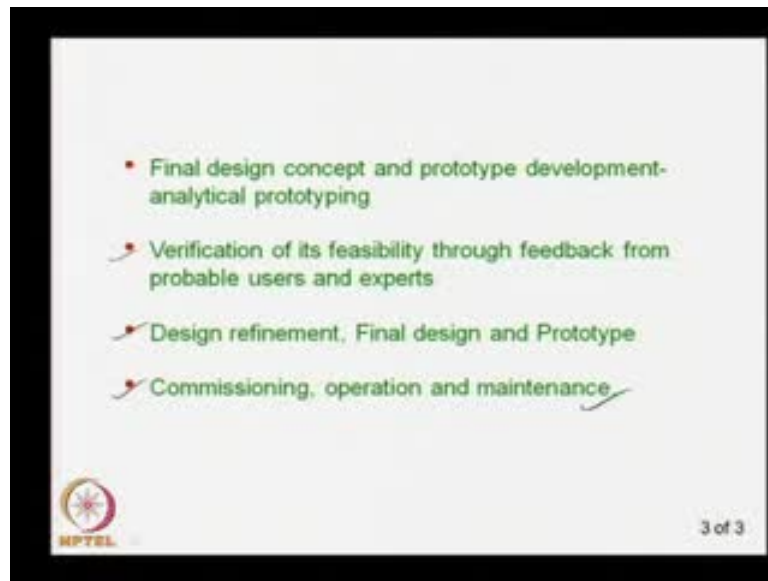 • Final design concept and prototype development-
analytical prototyping
• Verification of its feasibility through feedback from
probable users and experts
• Design refinement, Final design and Prototype
• Commissioning, operation and maintenance
NPTEL
3 of 3